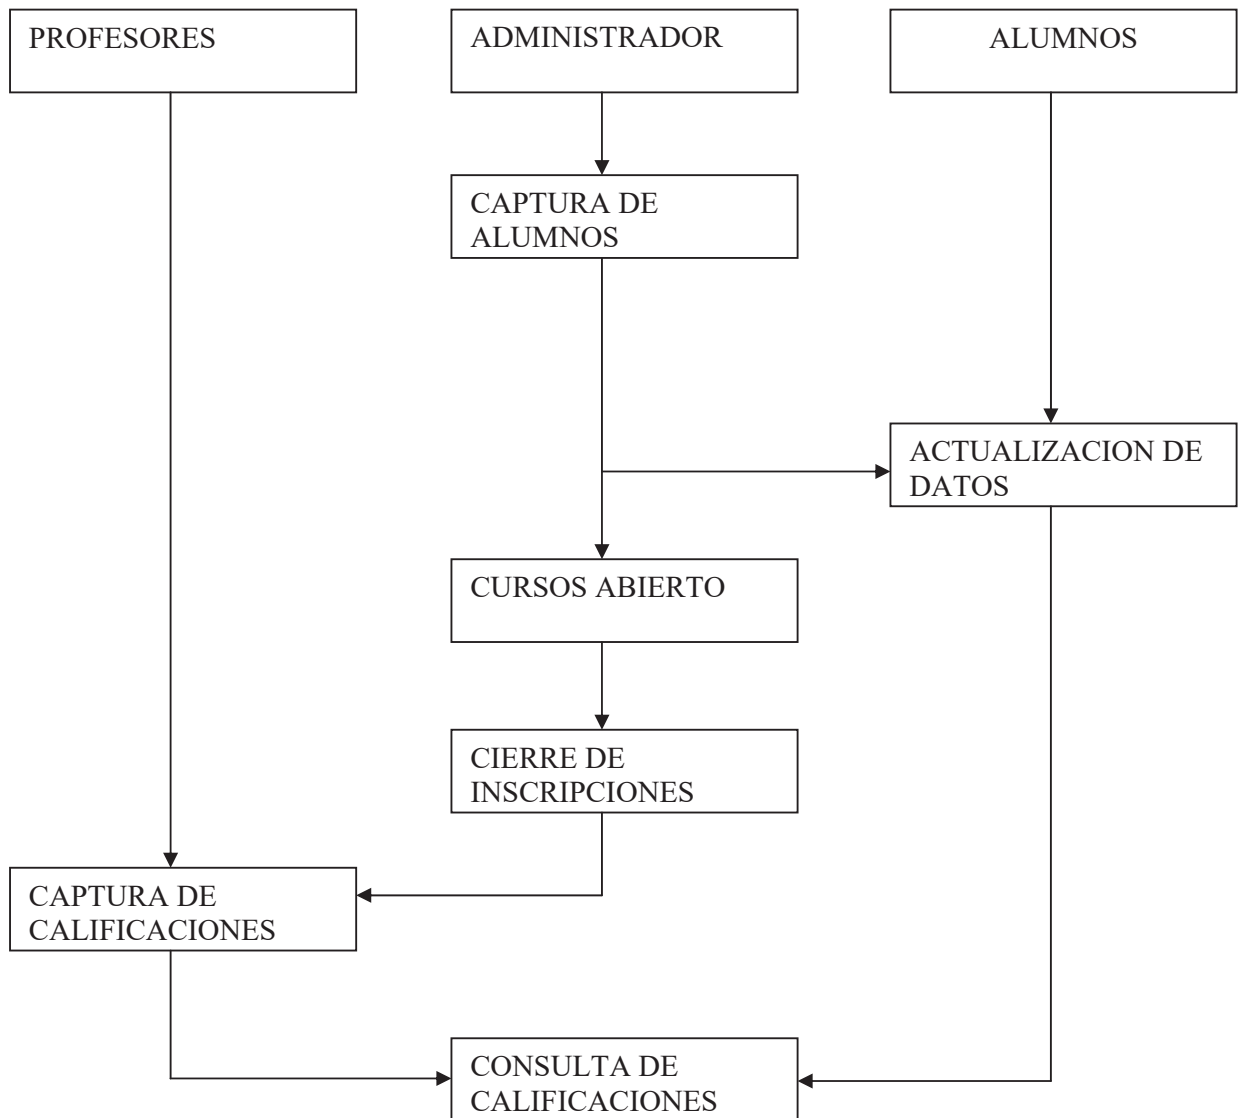 PROFESORES
ADMINISTRADOR
ALUMNOS
CAPTURA DE
ALUMNOS
ACTUALIZACION DE
DATOS
CURSOS ABIERTO
CIERRE DE
INSCRIPCIONES
CAPTURA DE
CALIFICACIONES
CONSULTA DE
CALIFICACIONES